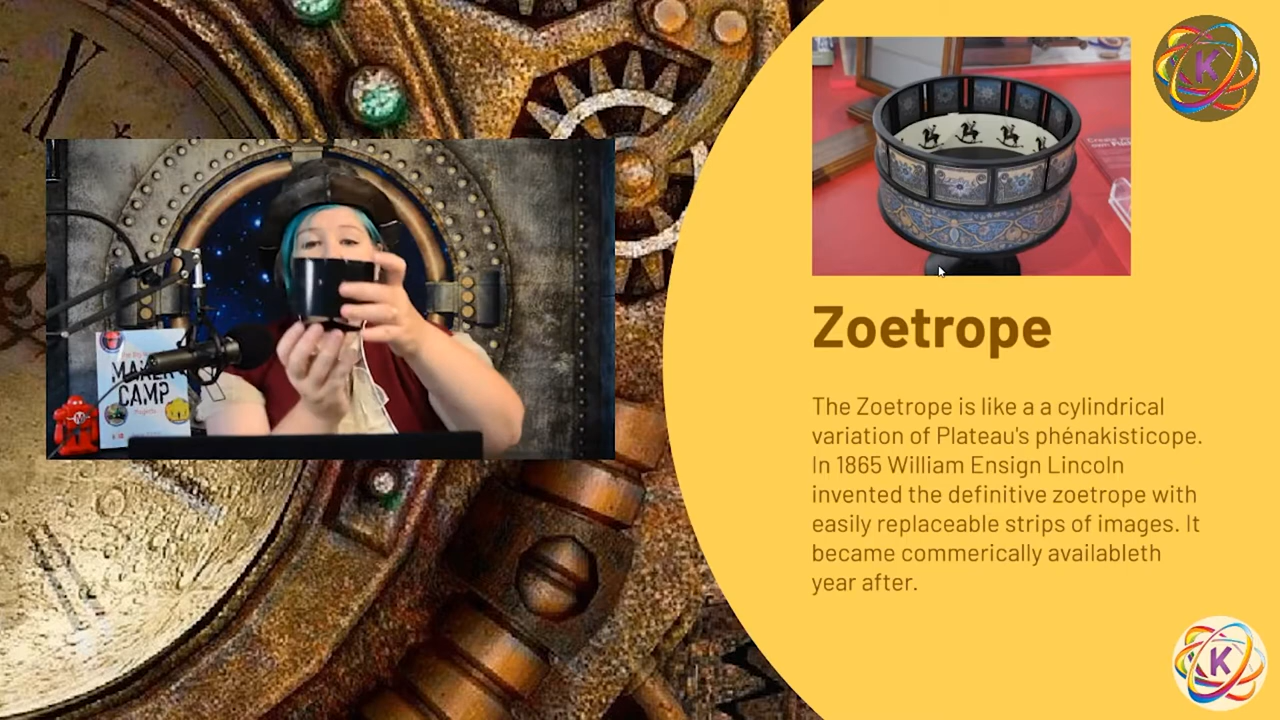 MAKER
CAMP
K
Zoetrope
The Zoetrope is like a a cylindrical
variation of Plateau's phénakisticope.
In 1865 William Ensign Lincoln
invented the definitive zoetrope with
easily replaceable strips of images. It
became commerically availableth
year after.
K